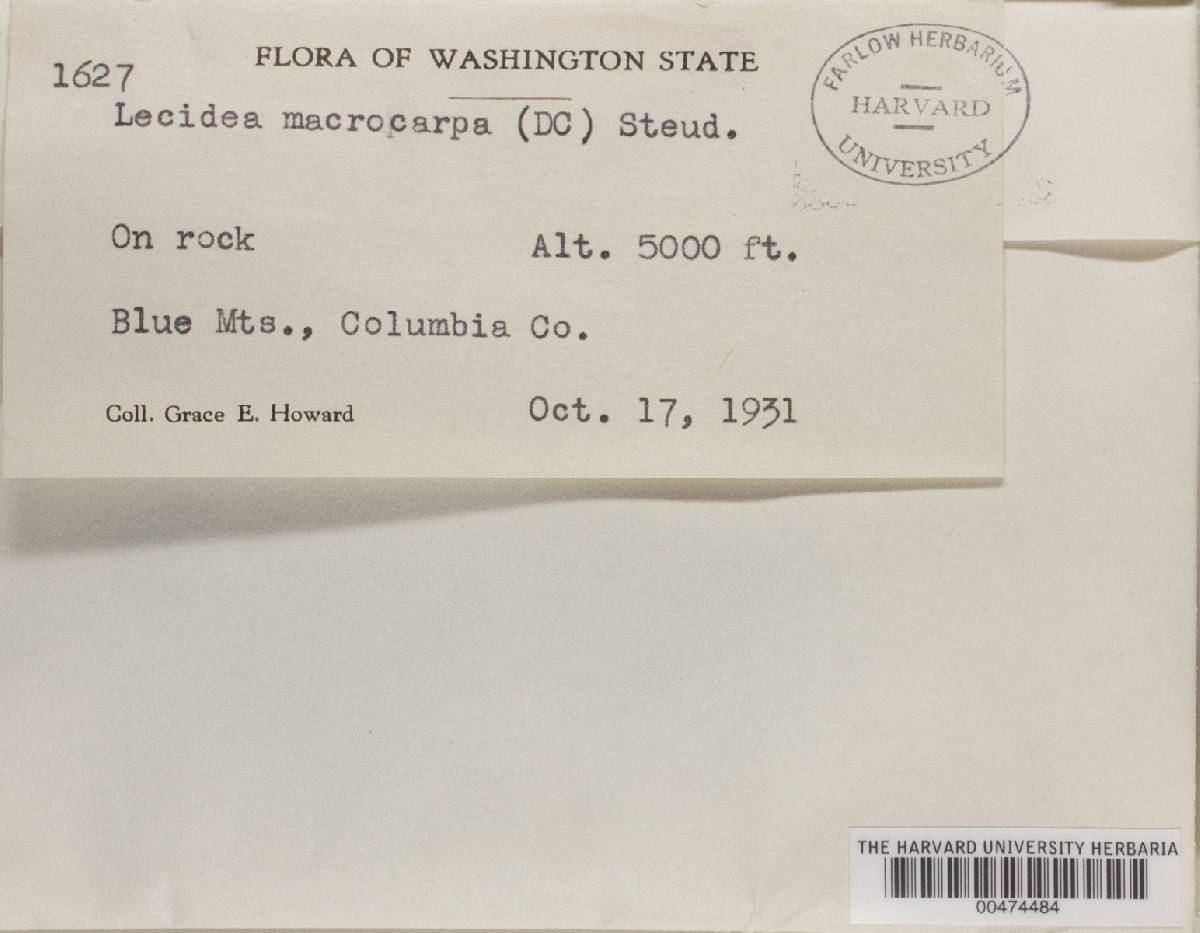 FLORA OF WASHINGTON STATE
1627
Lecidea macrocarpa (DC) Steud.
On rock Alt. 5000 ft.
Blue Mts., Columbia Co.
Coll. Grace E. Howard Oct. 17, 1931
FARLOW HERBARIUM
HARVARD
UNIVERSITY
THE HARVARD UNIVERSITY HERBARIA
00474484